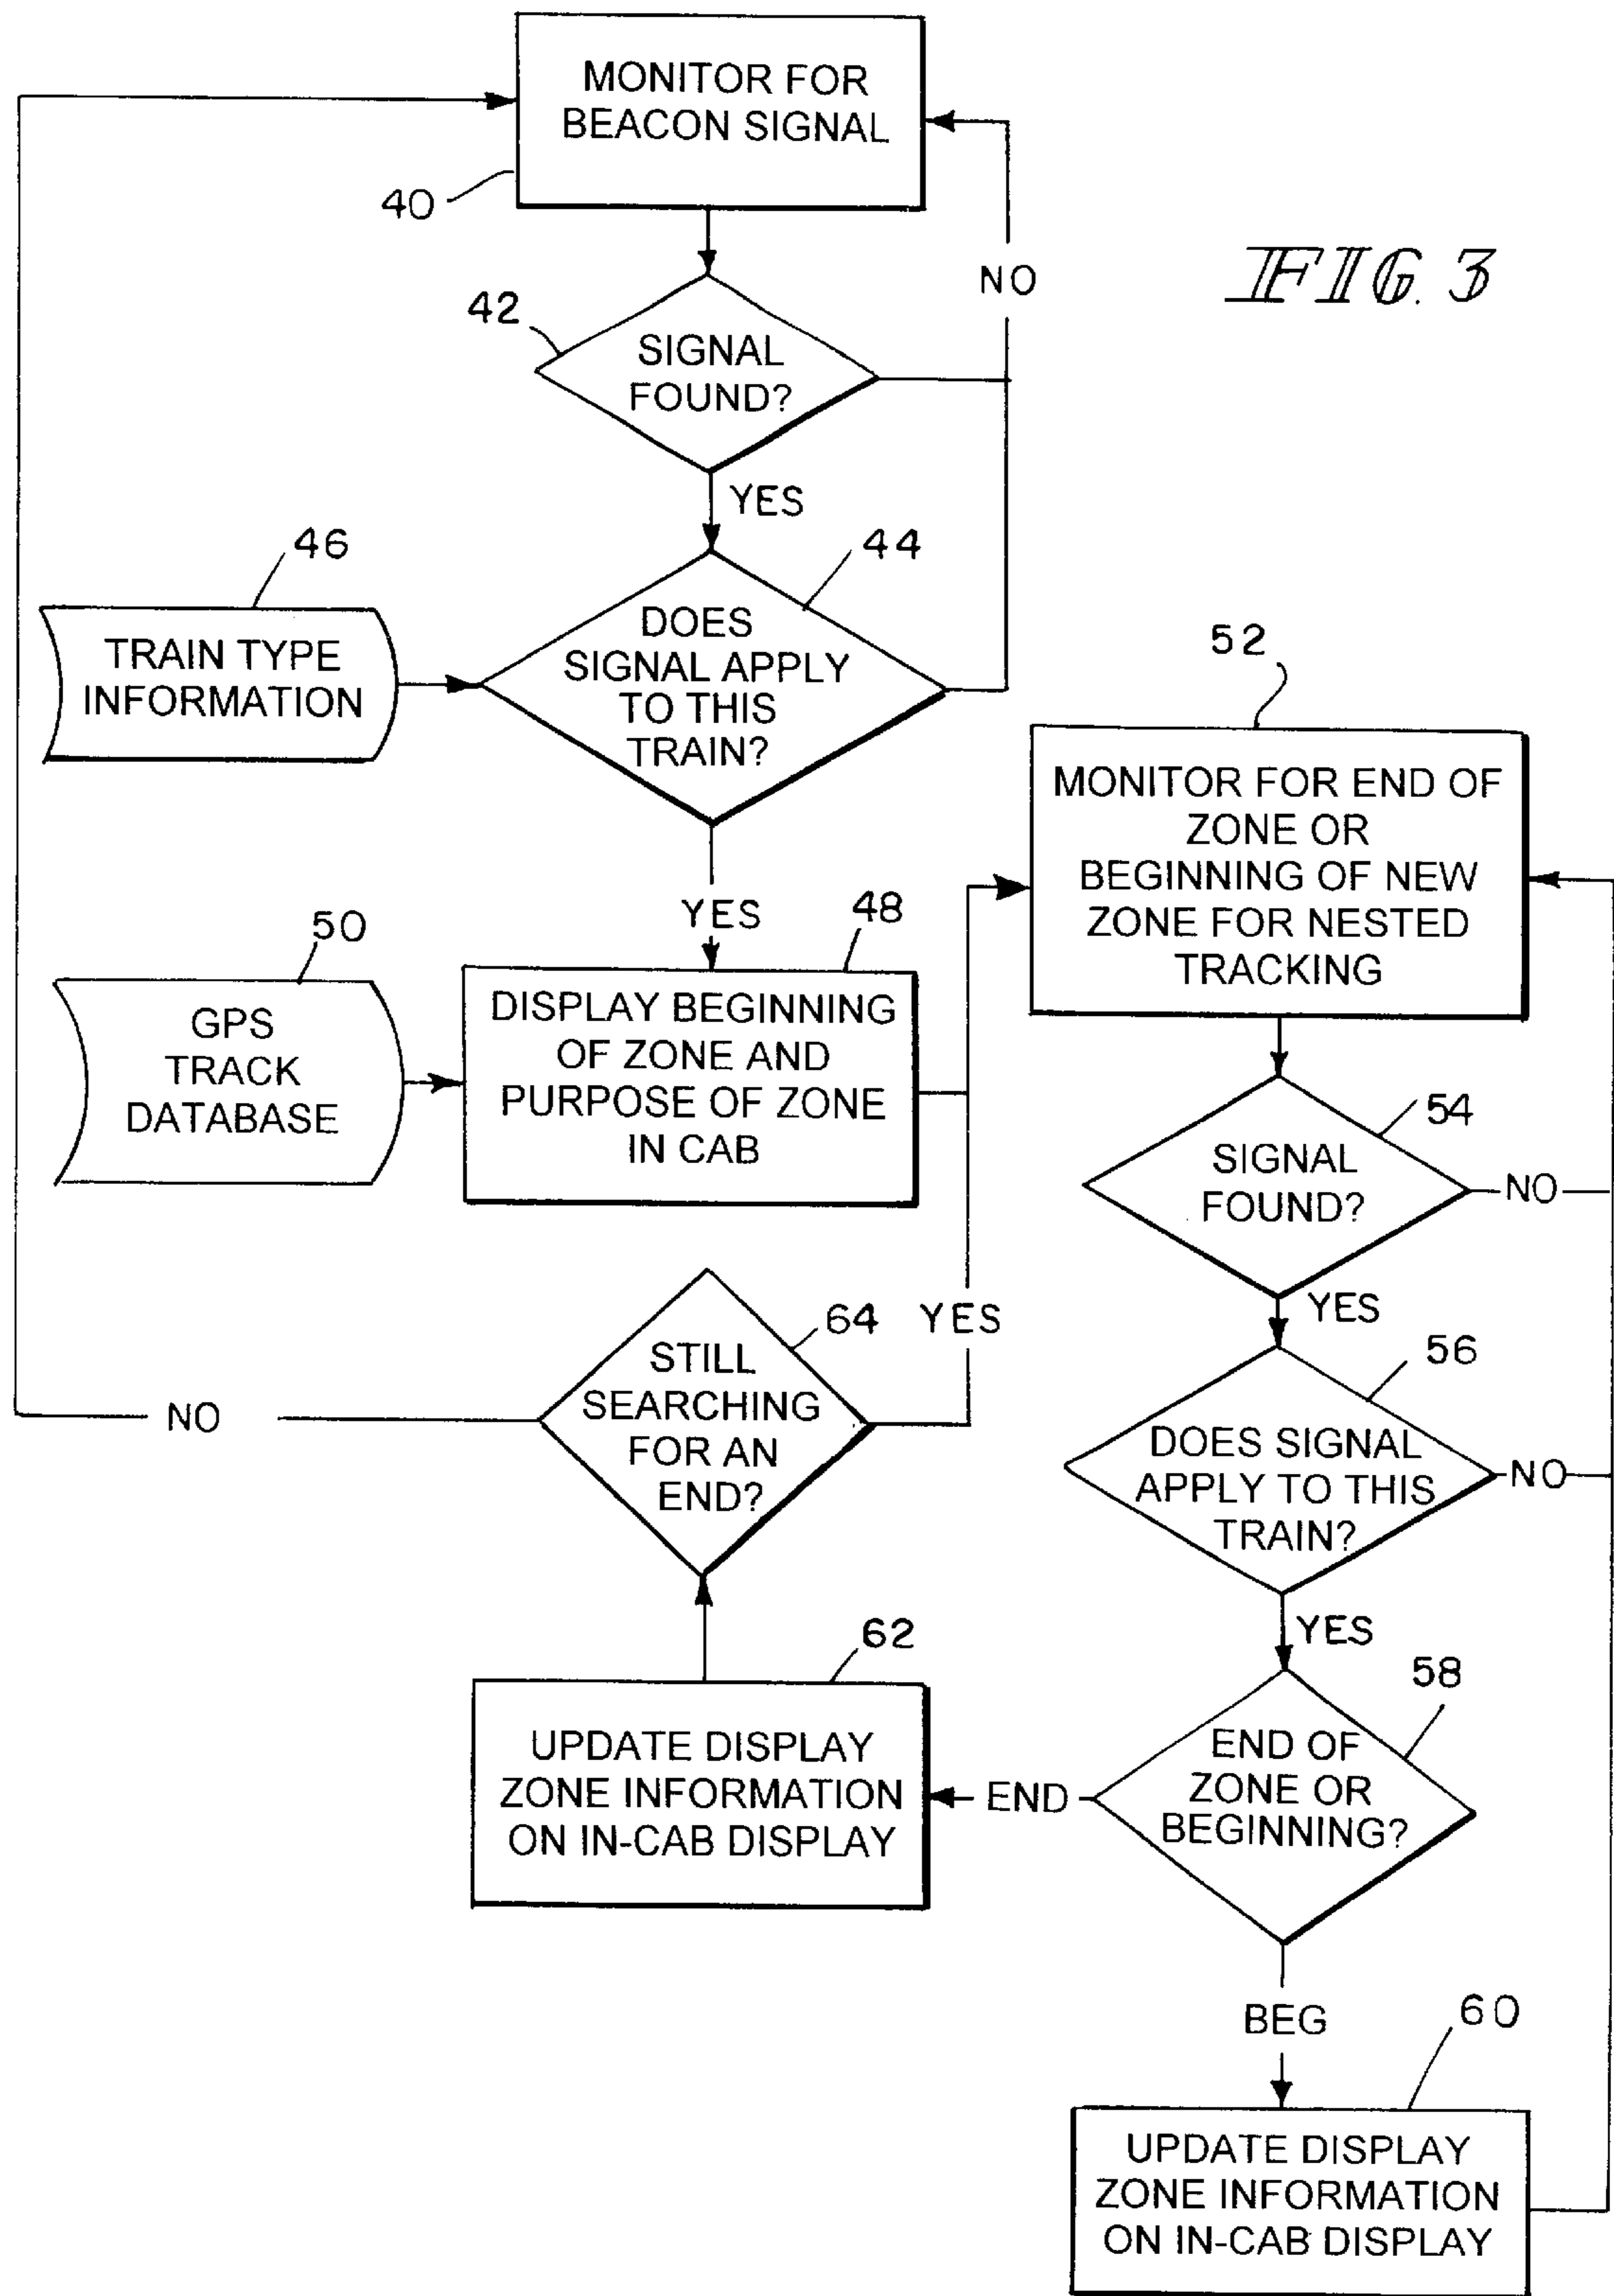 MONITOR FOR
BEACON SIGNAL
40
FIG. 3
NO
42
SIGNAL
FOUND?
YES
46
44
TRAIN TYPE
INFORMATION
DOES
SIGNAL APPLY
TO THIS
TRAIN?
52
MONITOR FOR END OF
ZONE OR
BEGINNING OF NEW
ZONE FOR NESTED
TRACKING
YES
48
50
GPS
TRACK
DATABASE
DISPLAY BEGINNING
OF ZONE AND
PURPOSE OF ZONE
IN CAB
54
SIGNAL
FOUND?
NO
YES
64
YES
STILL
SEARCHING
FOR AN
END?
NO
56
DOES SIGNAL
APPLY TO THIS
TRAIN?
NO
YES
62
58
UPDATE DISPLAY
ZONE INFORMATION
ON IN-CAB DISPLAY
END
END OF
ZONE OR
BEGINNING?
BEG
60
UPDATE DISPLAY
ZONE INFORMATION
ON IN-CAB DISPLAY